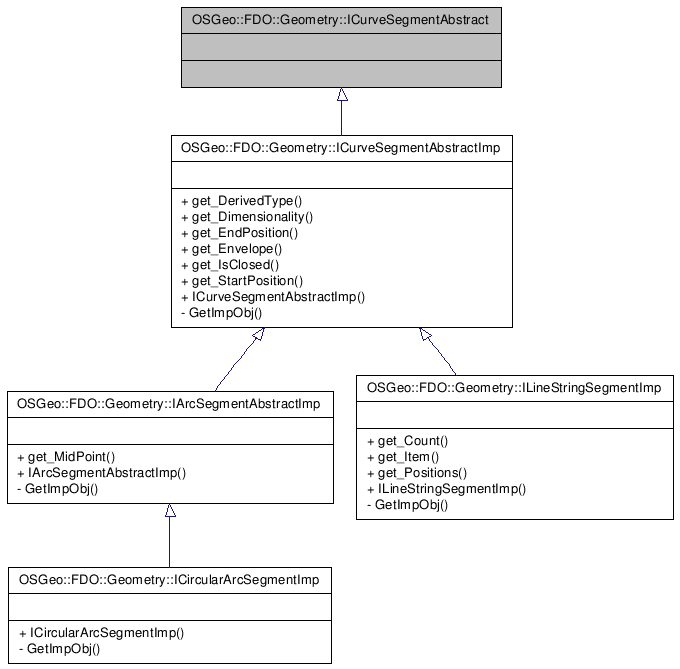 OSGeo::FDO::Geometry::ICurveSegmentAbstract
OSGeo::FDO::Geometry::ICurveSegmentAbstractImp
+ get_DerivedType()
+ get_Dimensionality()
+ get_EndPosition()
+ get_Envelope()
+ get_IsClosed()
+ get_StartPosition()
+ ICurveSegmentAbstractImp()
- GetImpObj()
OSGeo::FDO::Geometry::IArcSegmentAbstractImp
+ get_MidPoint()
+ IArcSegmentAbstractImp()
- GetImpObj()
OSGeo::FDO::Geometry::ILineStringSegmentImp
+ get_Count()
+ get_Item()
+ get_Positions()
+ ILineStringSegmentImp()
- GetImpObj()
OSGeo::FDO::Geometry::ICircularArcSegmentImp
+ ICircularArcSegmentImp()
- GetImpObj()